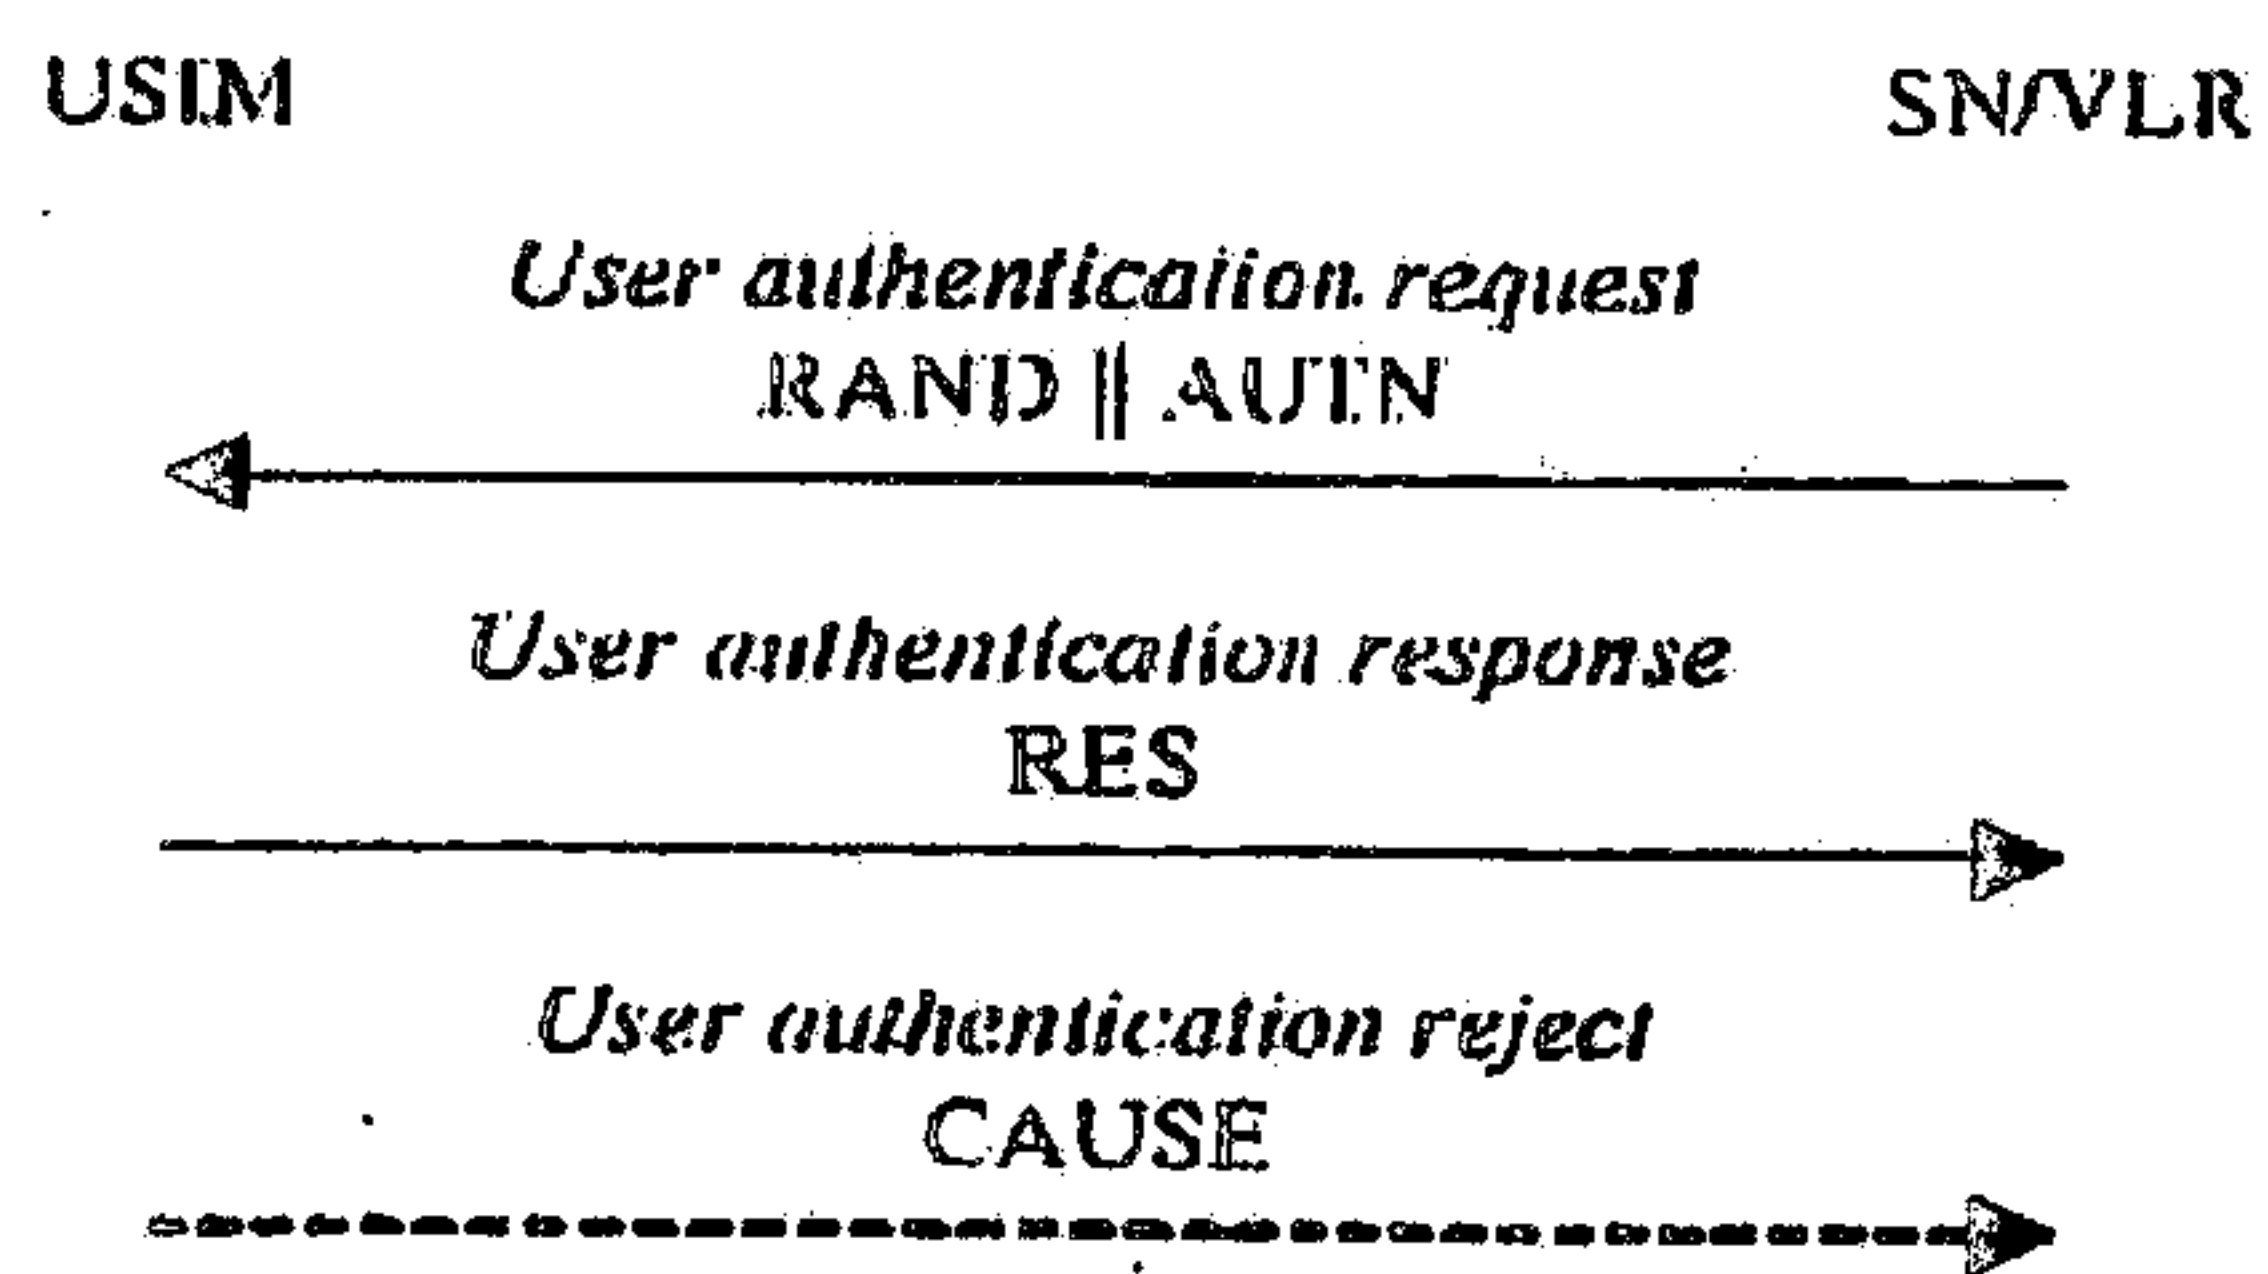 USIM
SN/VLR
User authentication request
RAND || AUTN
User authentication response
RES
User authentication reject
CAUSE